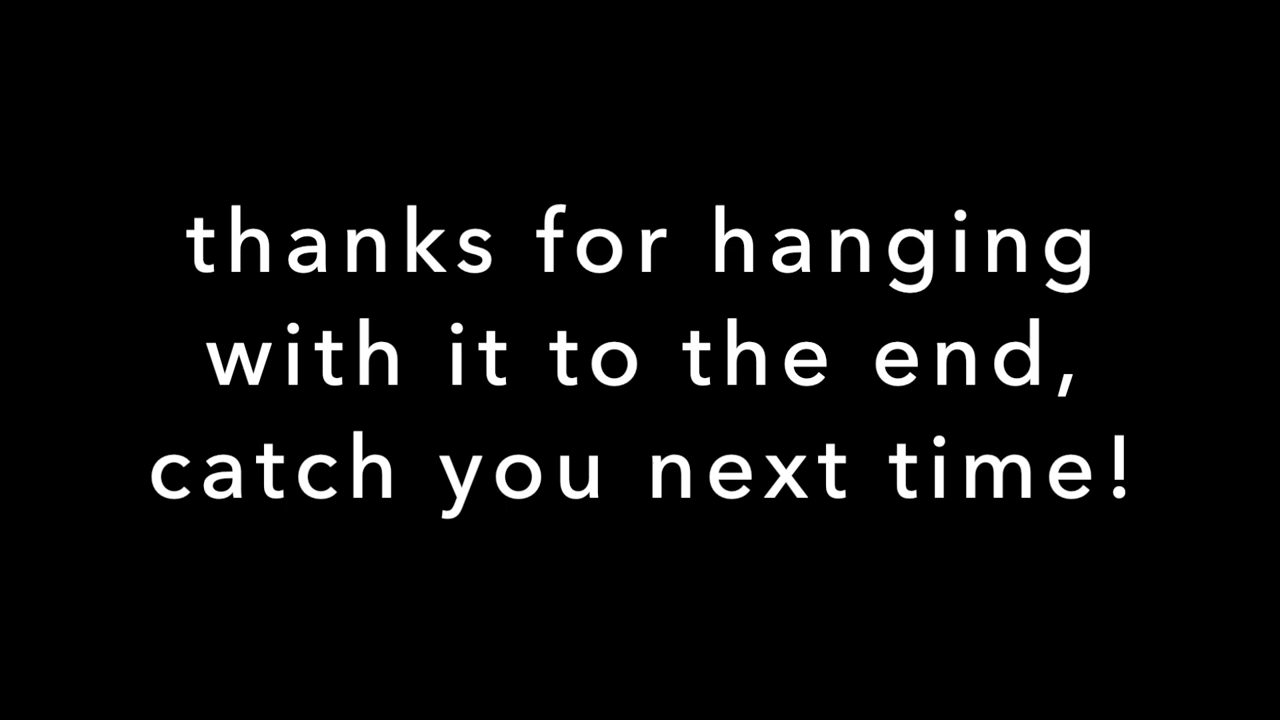 thanks for hanging
with it to the end,
catch you next time!